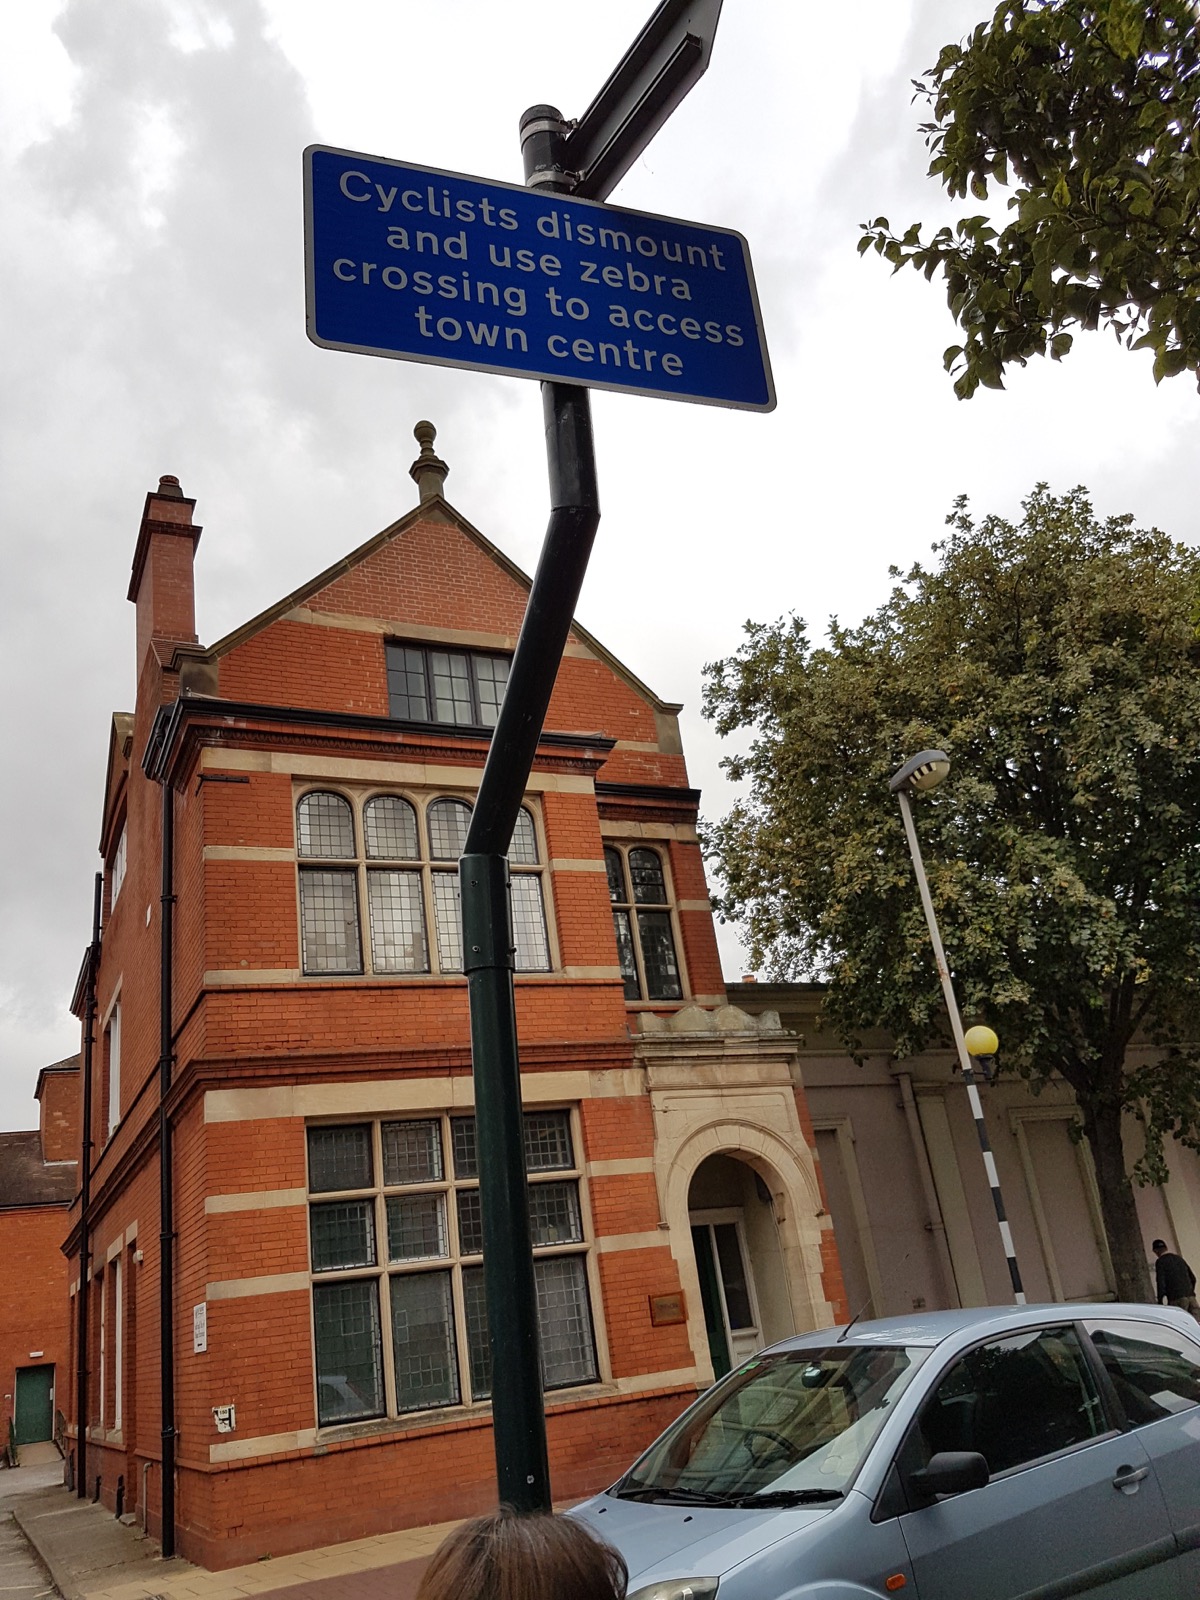 Cyclists dismount
and use zebra
crossing to access
town centre